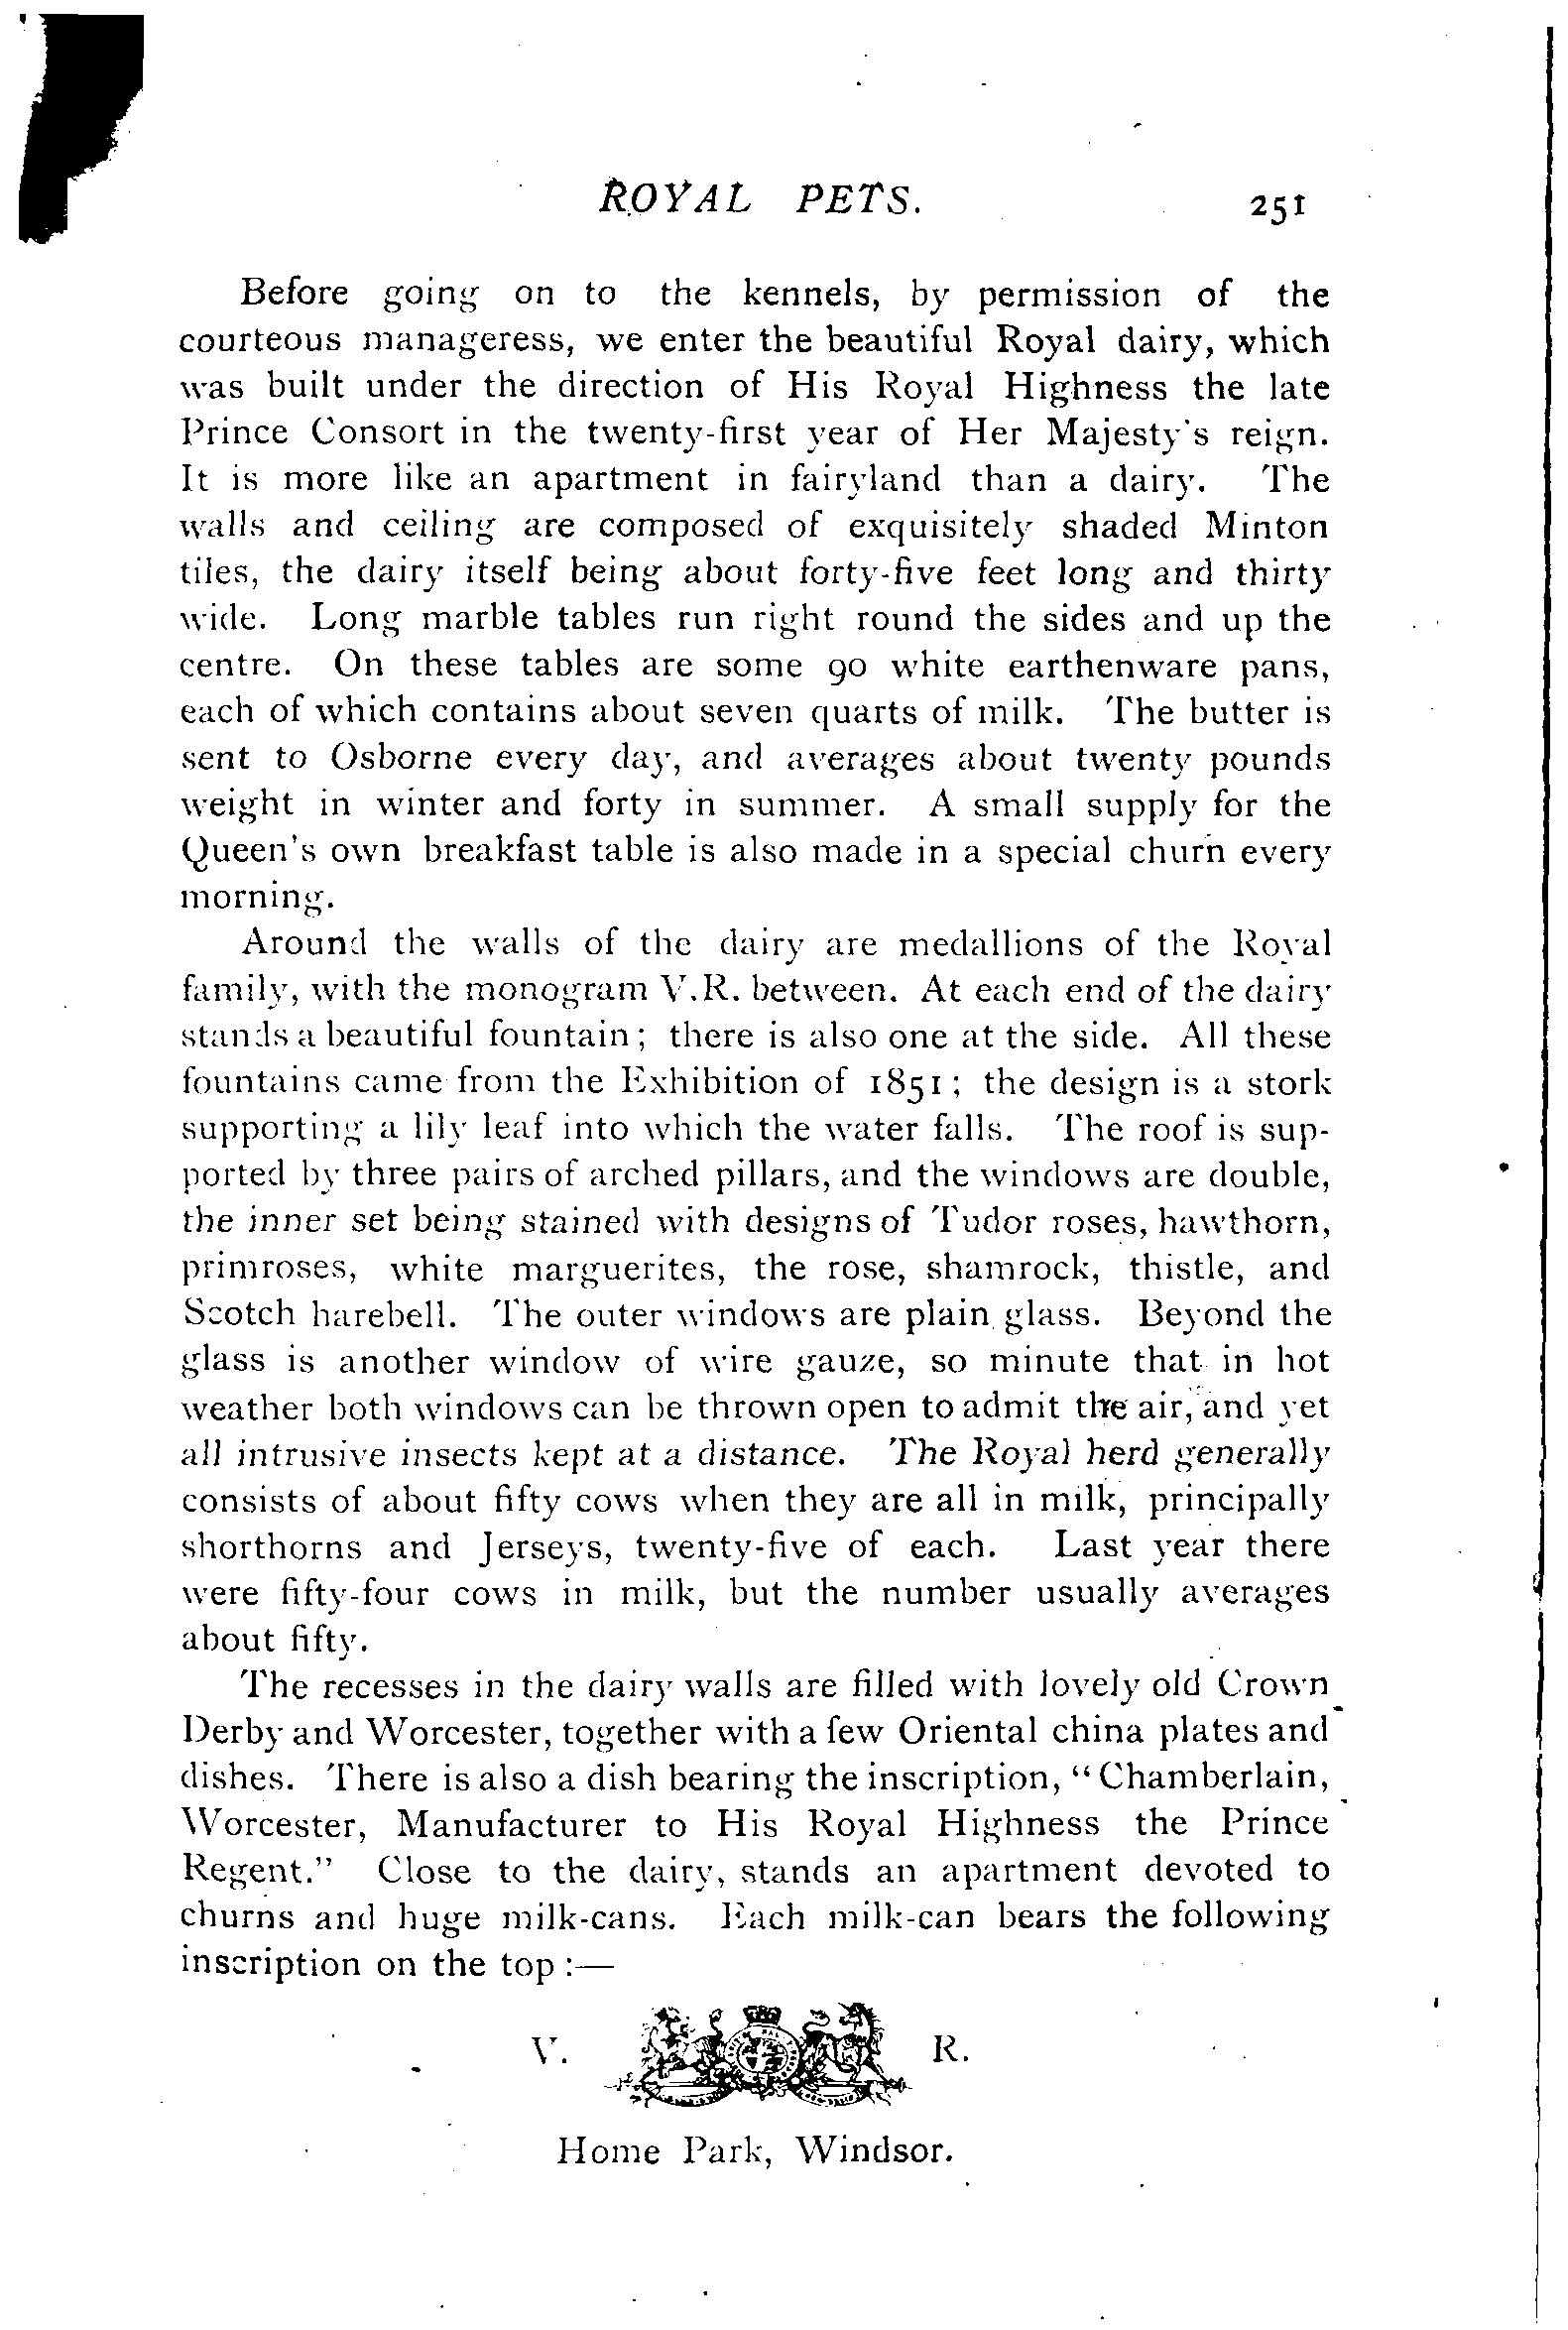 ROYAL PETS. 251
Before going on to the kennels, by permission of the
courteous manageress, we enter the beautiful Royal dairy, which
was built under the direction of His Royal Highness the late
Prince Consort in the twenty-first year of Her Majesty's reign.
It is more like an apartment in fairyland than a dairy. The
walls and ceiling are composed of exquisitely shaded Minton
tiles, the dairy itself being about forty-five feet long and thirty
wide. Long marble tables run right round the sides and up the
centre. On these tables are some 90 white earthenware pans,
each of which contains about seven quarts of milk. The butter is
sent to Osborne every day, and averages about twenty pounds
weight in winter and forty in summer. A small supply for the
Queen's own breakfast table is also made in a special churn every
morning.
Around the walls of the dairy are medallions of the Royal
family, with the monogram V.R. between. At each end of the dairy
stands a beautiful fountain; there is also one at the side. All these
fountains came from the Exhibition of 1851; the design is a stork
supporting a lily leaf into which the water falls. The roof is sup-
ported by three pairs of arched pillars, and the windows are double,
the inner set being stained with designs of Tudor roses, hawthorn,
primroses, white marguerites, the rose, shamrock, thistle, and
Scotch harebell. The outer windows are plain glass. Beyond the
glass is another window of wire gauze, so minute that in hot
weather both windows can be thrown open to admit the air, and yet
all intrusive insects kept at a distance. The Royal herd generally
consists of about fifty cows when they are all in milk, principally
shorthorns and Jerseys, twenty-five of each. Last year there
were fifty-four cows in milk, but the number usually averages
about fifty.
The recesses in the dairy walls are filled with lovely old Crown
Derby and Worcester, together with a few Oriental china plates and
dishes. There is also a dish bearing the inscription, "Chamberlain,
Worcester, Manufacturer to His Royal Highness the Prince
Regent." Close to the dairy, stands an apartment devoted to
churns and huge milk-cans. Each milk-can bears the following
inscription on the top :—
V. R.
Home Park, Windsor.